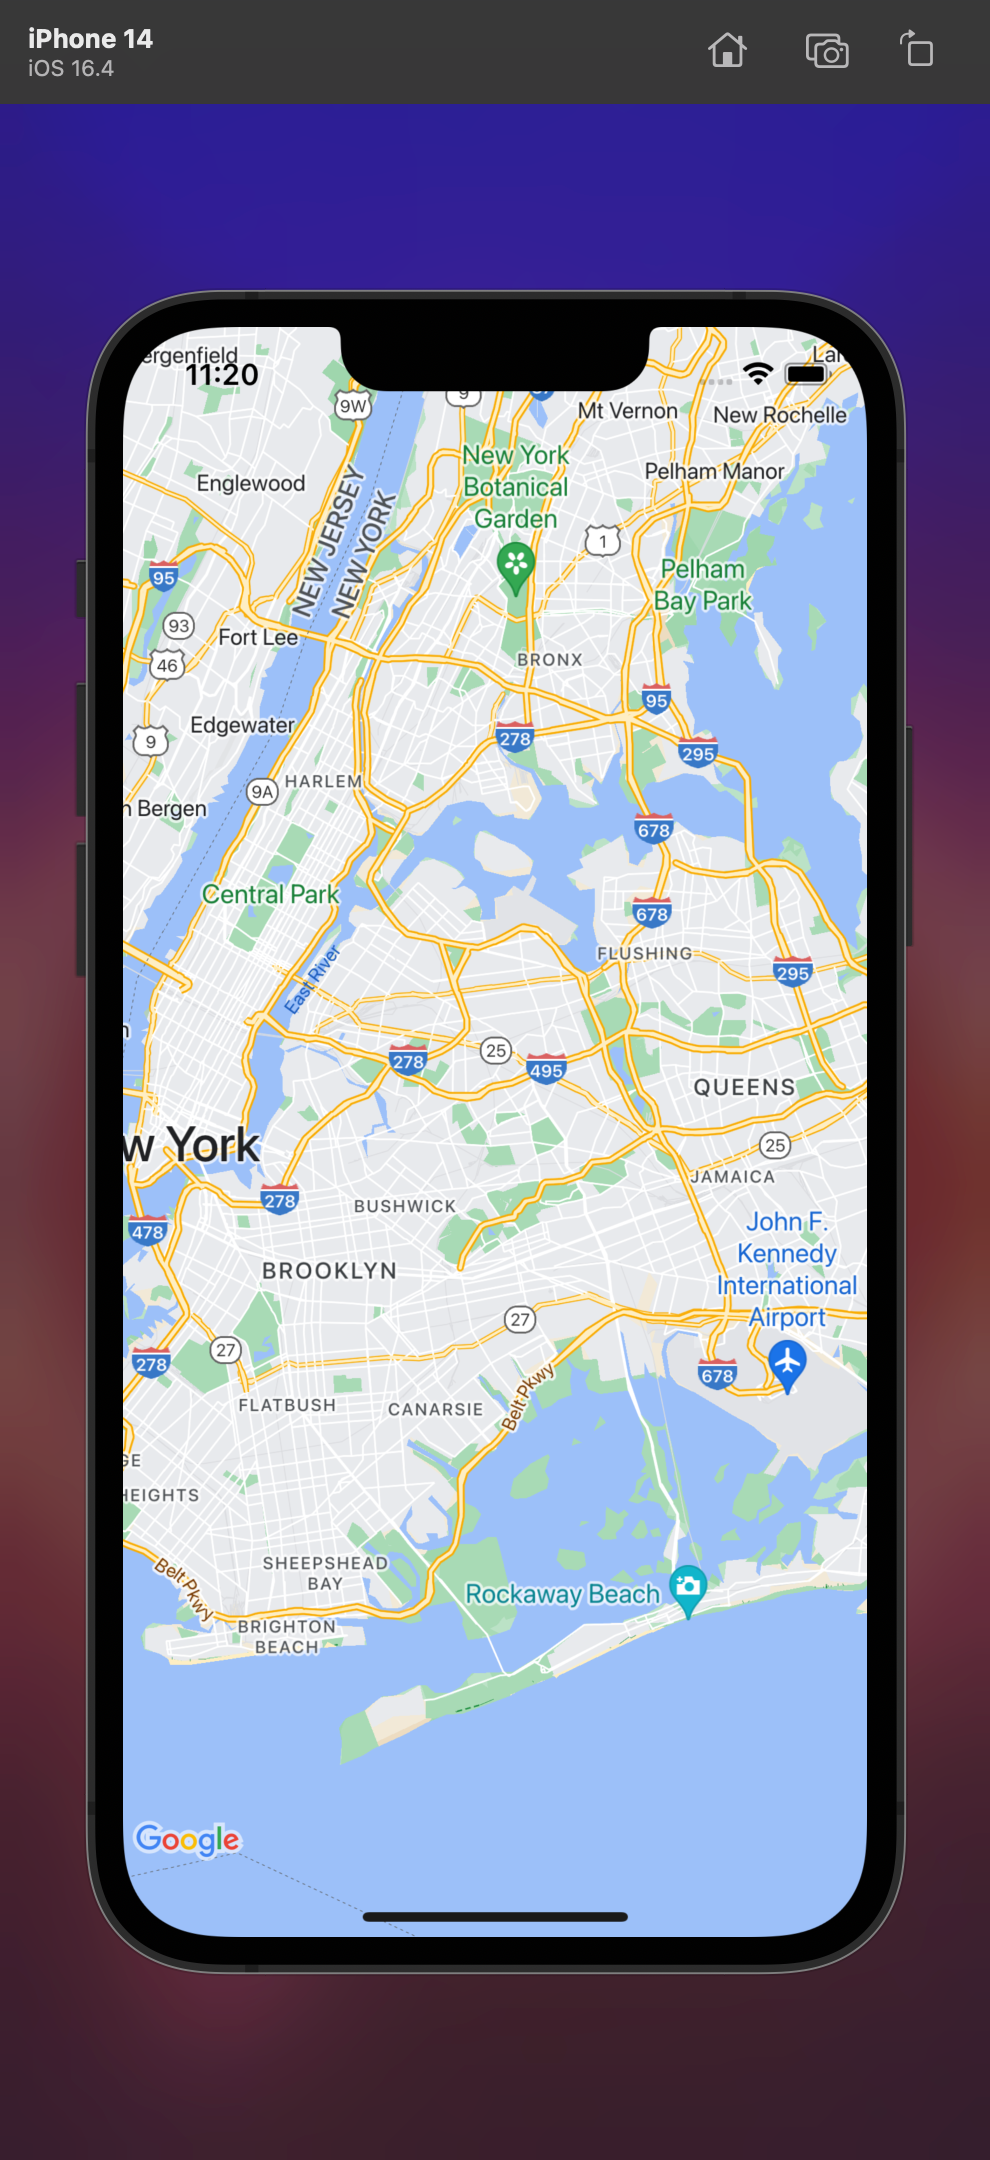 iPhone 14
iOS 16.4
ergenfield
11:20
9W
9
Mt Vernon
New Rochelle
Englewood
New York
Botanical
Garden
Pelham Manor
NEW JERSEY
NEW YORK
1
95
Pelham
Bay Park
93
Fort Lee
46
BRONX
95
Edgewater
9
278
295
HARLEM
9A
n Bergen
678
Central Park
678
FLUSHING
295
East River
278
25
495
QUEENS
w York
25
JAMAICA
278
BUSHWICK
478
John F.
Kennedy
International
Airport
BROOKLYN
27
27
278
678
FLATBUSH
CANARSIE
Belt Pkwy
GE
HEIGHTS
SHEEPSHEAD
BAY
Belt Pkwy
Rockaway Beach
BRIGHTON
BEACH
Google